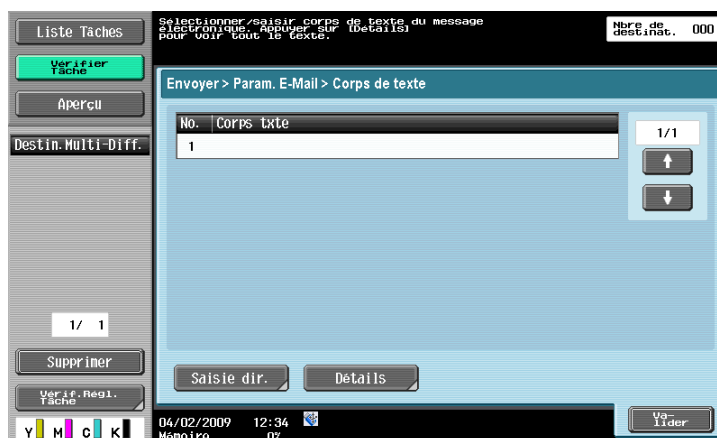 Liste Tâches
Sélectionner/saisir corps de texte du message
électronique. Appuyer sur [Détails]
pour voir tout le texte.
Nbre de
destinat. 000
Vérifier
Tâche
Envoyer > Param. E-Mail > Corps de texte
Aperçu
No. Corps txte
1/1
Destin.Multi-Diff.
1
1/ 1
Supprimer
Saisie dir. Détails
Vérif.Régl.
Tâche
04/02/2009 12:34
Va-
lider
Y M C K
Mémoire 0%